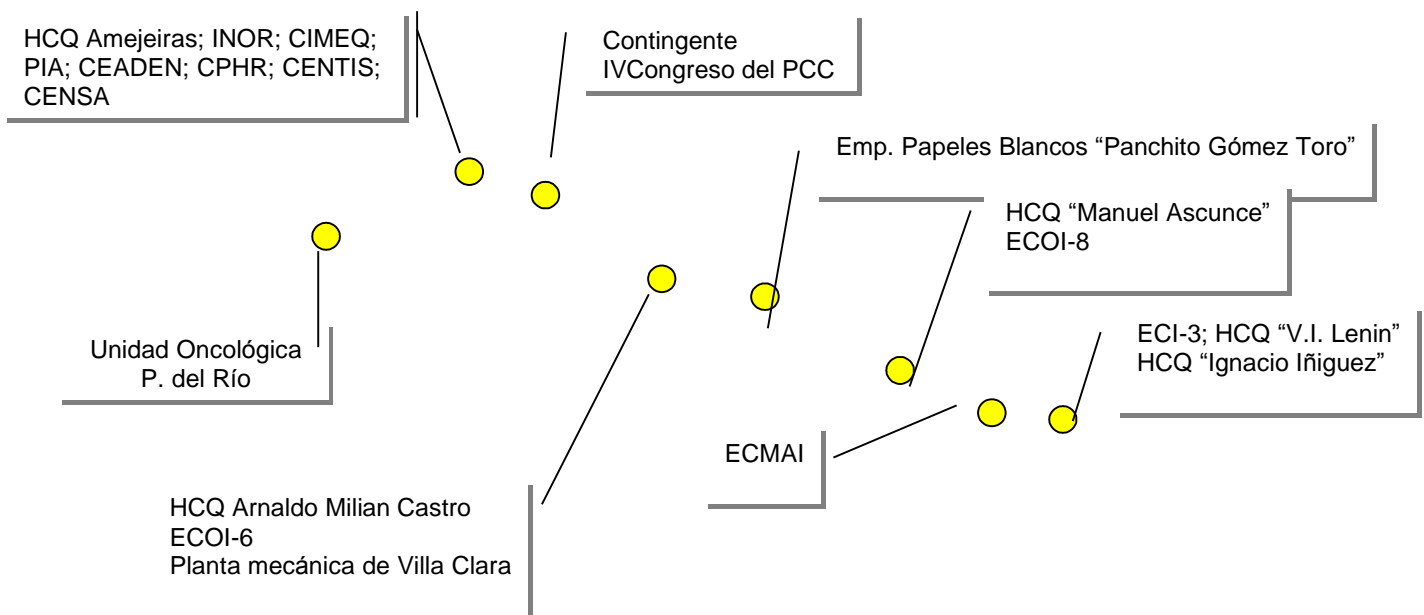 HCQ Amejeiras; INOR; CIMEQ;
PIA; CEADEN; CPHR; CENTIS;
CENSA
Contingente
IVCongreso del PCC
Emp. Papeles Blancos “Panchito Gómez Toro”
HCQ “Manuel Ascunce”
ECOI-8
ECI-3; HCQ “V.I. Lenin”
HCQ “Ignacio Iñiguez”
Unidad Oncológica
P. del Río
ECMAI
HCQ Arnaldo Milian Castro
ECOI-6
Planta mecánica de Villa Clara